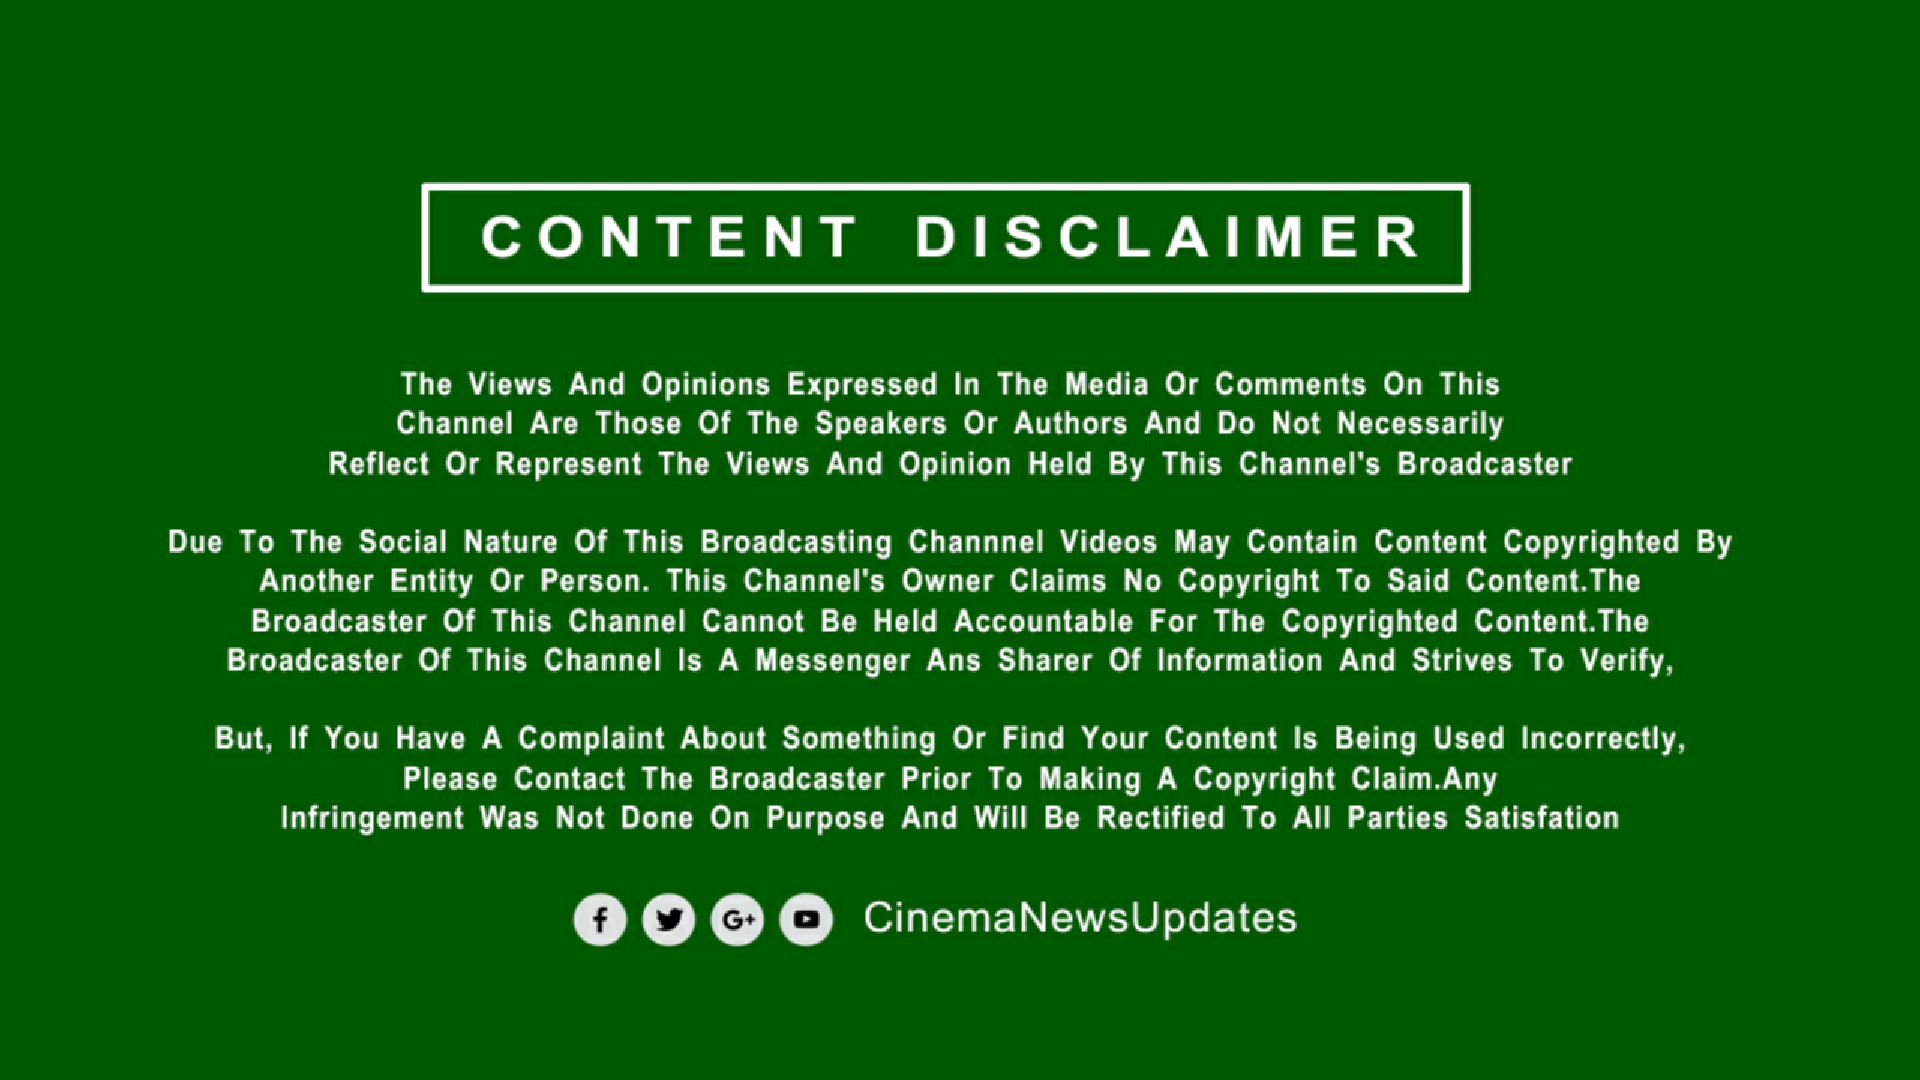 CONTENT DISCLAIMER
The Views And Opinions Expressed In The Media Or Comments On This
Channel Are Those Of The Speakers Or Authors And Do Not Necessarily
Reflect Or Represent The Views And Opinion Held By This Channel's Broadcaster
Due To The Social Nature Of This Broadcasting Channnel Videos May Contain Content Copyrighted By
Another Entity Or Person. This Channel's Owner Claims No Copyright To Said Content.The
Broadcaster Of This Channel Cannot Be Held Accountable For The Copyrighted Content.The
Broadcaster Of This Channel Is A Messenger Ans Sharer Of Information And Strives To Verify,
But, If You Have A Complaint About Something Or Find Your Content Is Being Used Incorrectly,
Please Contact The Broadcaster Prior To Making A Copyright Claim.Any
Infringement Was Not Done On Purpose And Will Be Rectified To All Parties Satisfation
f G+ CinemaNewsUpdates